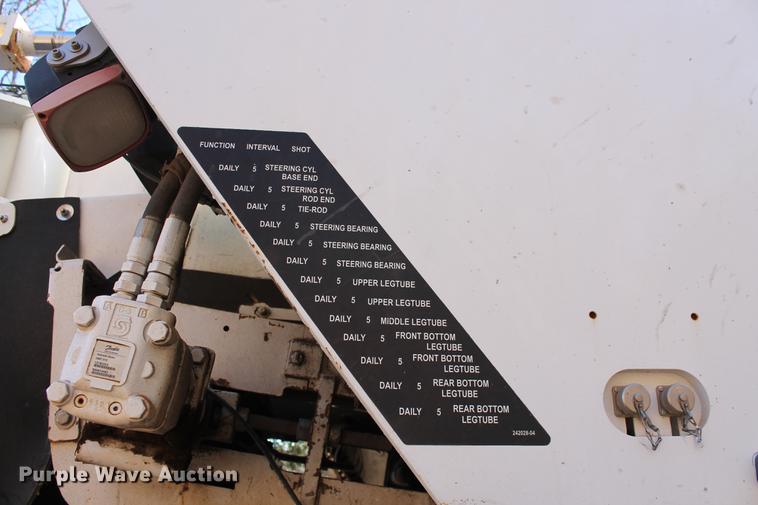 FUNCTION INTERVAL SHOT
DAILY 5 STEERING CYL
BASE END
DAILY 5 STEERING CYL
ROD END
DAILY 5 TIE-ROD
DAILY 5 STEERING BEARING
DAILY 5 STEERING BEARING
DAILY 5 STEERING BEARING
DAILY 5 UPPER LEGTUBE
DAILY 5 UPPER LEGTUBE
DAILY 5 MiDDLE LEGTUBE
DAILY 5 FRONT BOTTOM
LEGTUBE
DAILY 5 FRONT BOTTOM
LEGTUBE
DAILY 5 REAR BOTTOM
LEGTUBE
DAILY 5 REAR BOTTOM
LEGTUBE
242028-04
Danfoss
Purple Wave Auction